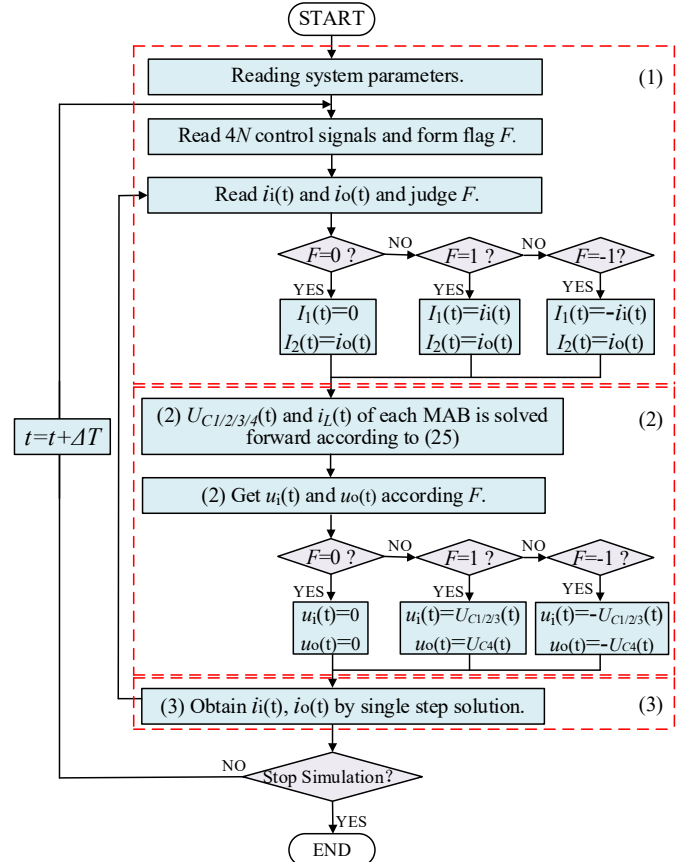 START
Reading system parameters.
(1)
Read 4N control signals and form flag F.
Read iᵢ(t) and iₒ(t) and judge F.
F=0 ?
NO
F=1 ?
NO
F=-1?
YES
YES
YES
I₁(t)=0
I₂(t)=iₒ(t)
I₁(t)=iᵢ(t)
I₂(t)=iₒ(t)
I₁(t)=-iᵢ(t)
I₂(t)=iₒ(t)
(2) U_C1/2/3/4(t) and i_L(t) of each MAB is solved
forward according to (25)
(2)
t=t+ΔT
(2) Get uᵢ(t) and uₒ(t) according F.
F=0 ?
NO
F=1 ?
NO
F=-1 ?
YES
YES
YES
uᵢ(t)=0
uₒ(t)=0
uᵢ(t)=U_C1/2/3(t)
uₒ(t)=U_C4(t)
uᵢ(t)=-U_C1/2/3(t)
uₒ(t)=-U_C4(t)
(3) Obtain iᵢ(t), iₒ(t) by single step solution.
(3)
NO
Stop Simulation?
YES
END